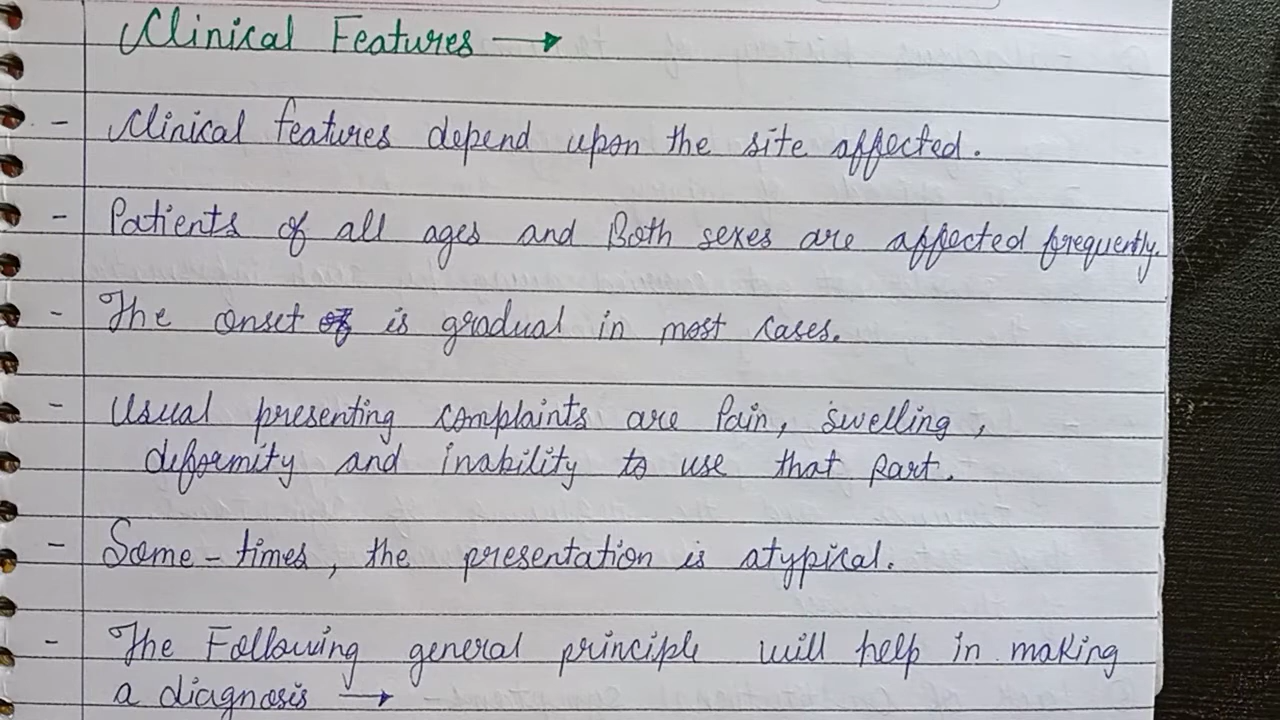 Clinical Features →
- Clinical features depend upon the site affected.
- Patients of all ages and Both sexes are affected frequently.
- The onset is gradual in most cases.
- Usual presenting complaints are Pain, swelling,
deformity and inability to use that part.
- Some-times, the presentation is atypical.
- The Following general principle will help in making
a diagnosis →